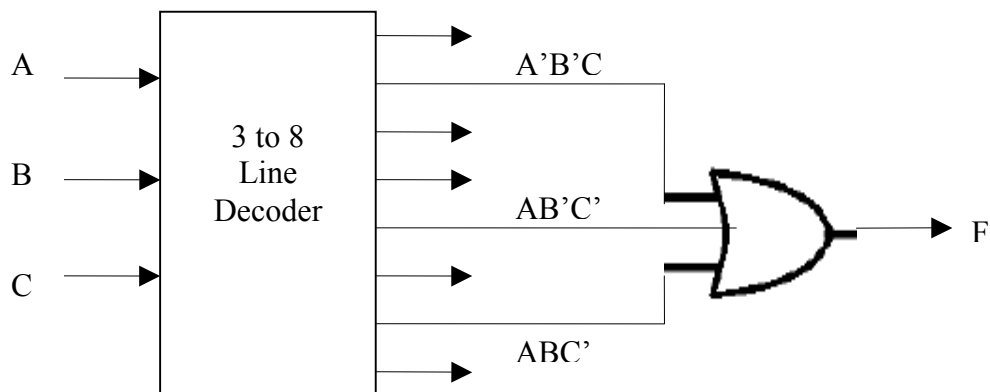 A
B
C
3 to 8
Line
Decoder
A’B’C
AB’C’
ABC’
F